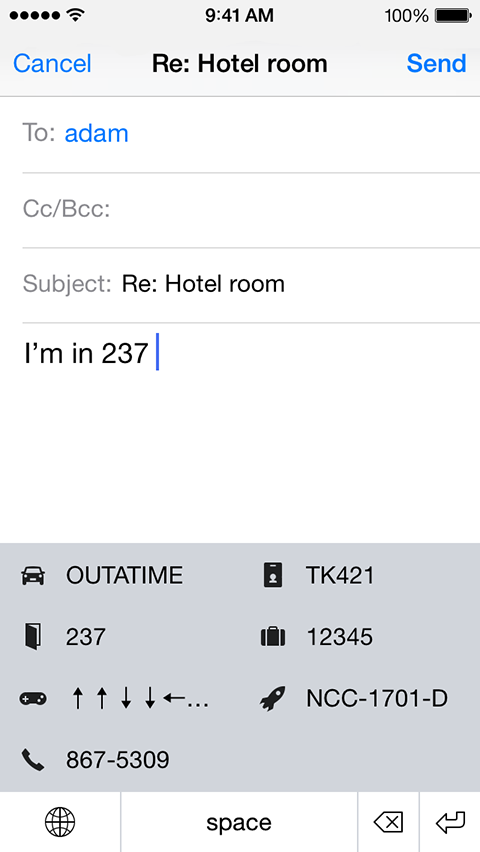 9:41 AM 100%
Cancel Re: Hotel room Send
To: adam
Cc/Bcc:
Subject: Re: Hotel room
I’m in 237
OUTATIME TK421
237 12345
↑ ↑ ↓ ↓ ←...
NCC-1701-D
867-5309
space